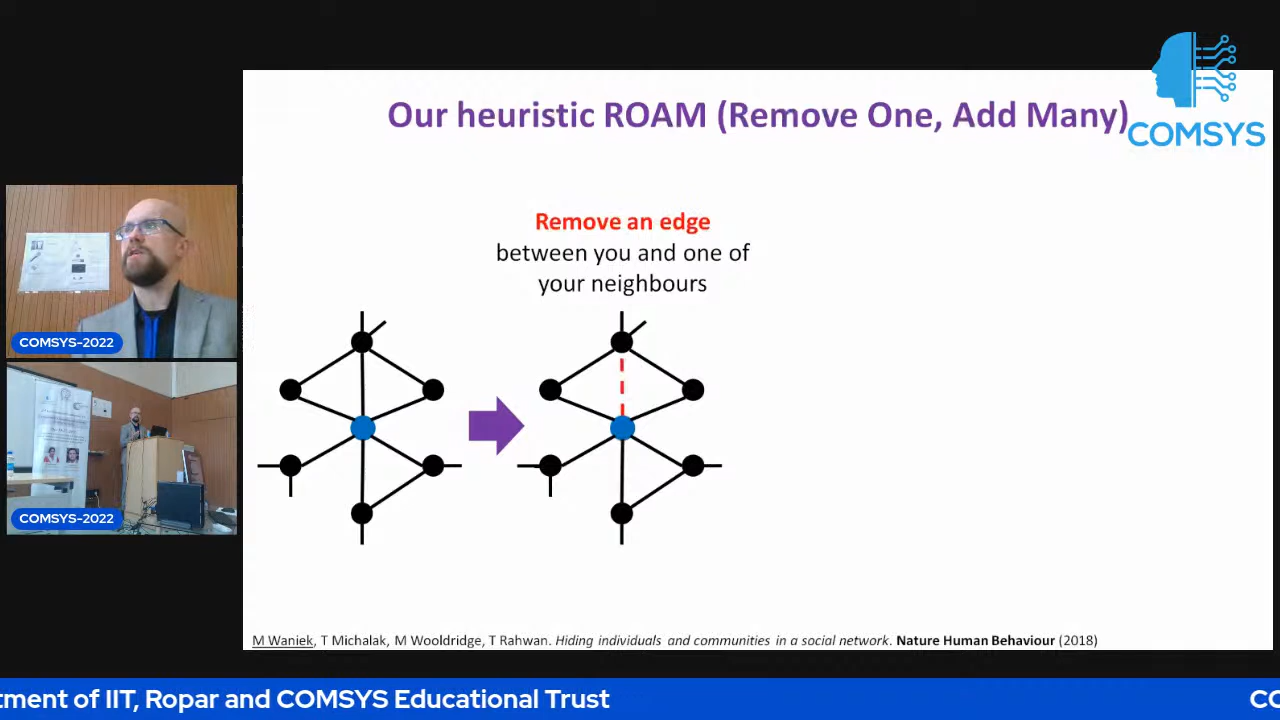 Our heuristic ROAM (Remove One, Add Many)
COMSYS
Remove an edge
between you and one of
your neighbours
COMSYS-2022
COMSYS-2022
M Waniek, T Michalak, M Wooldridge, T Rahwan. Hiding individuals and communities in a social network. Nature Human Behaviour (2018)
tment of IIT, Ropar and COMSYS Educational Trust
CO